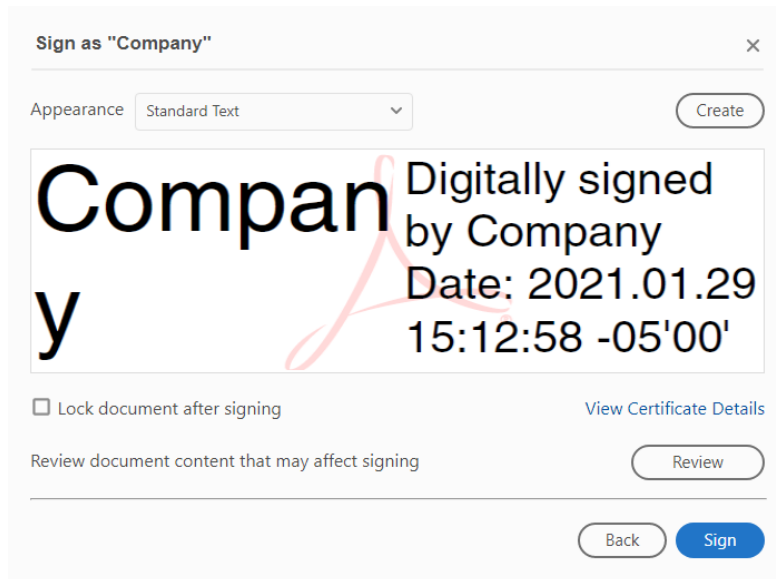 Sign as "Company"
Appearance Standard Text Create
Compan
y
Digitally signed
by Company
Date: 2021.01.29
15:12:58 -05'00'
Lock document after signing View Certificate Details
Review document content that may affect signing Review
Back Sign